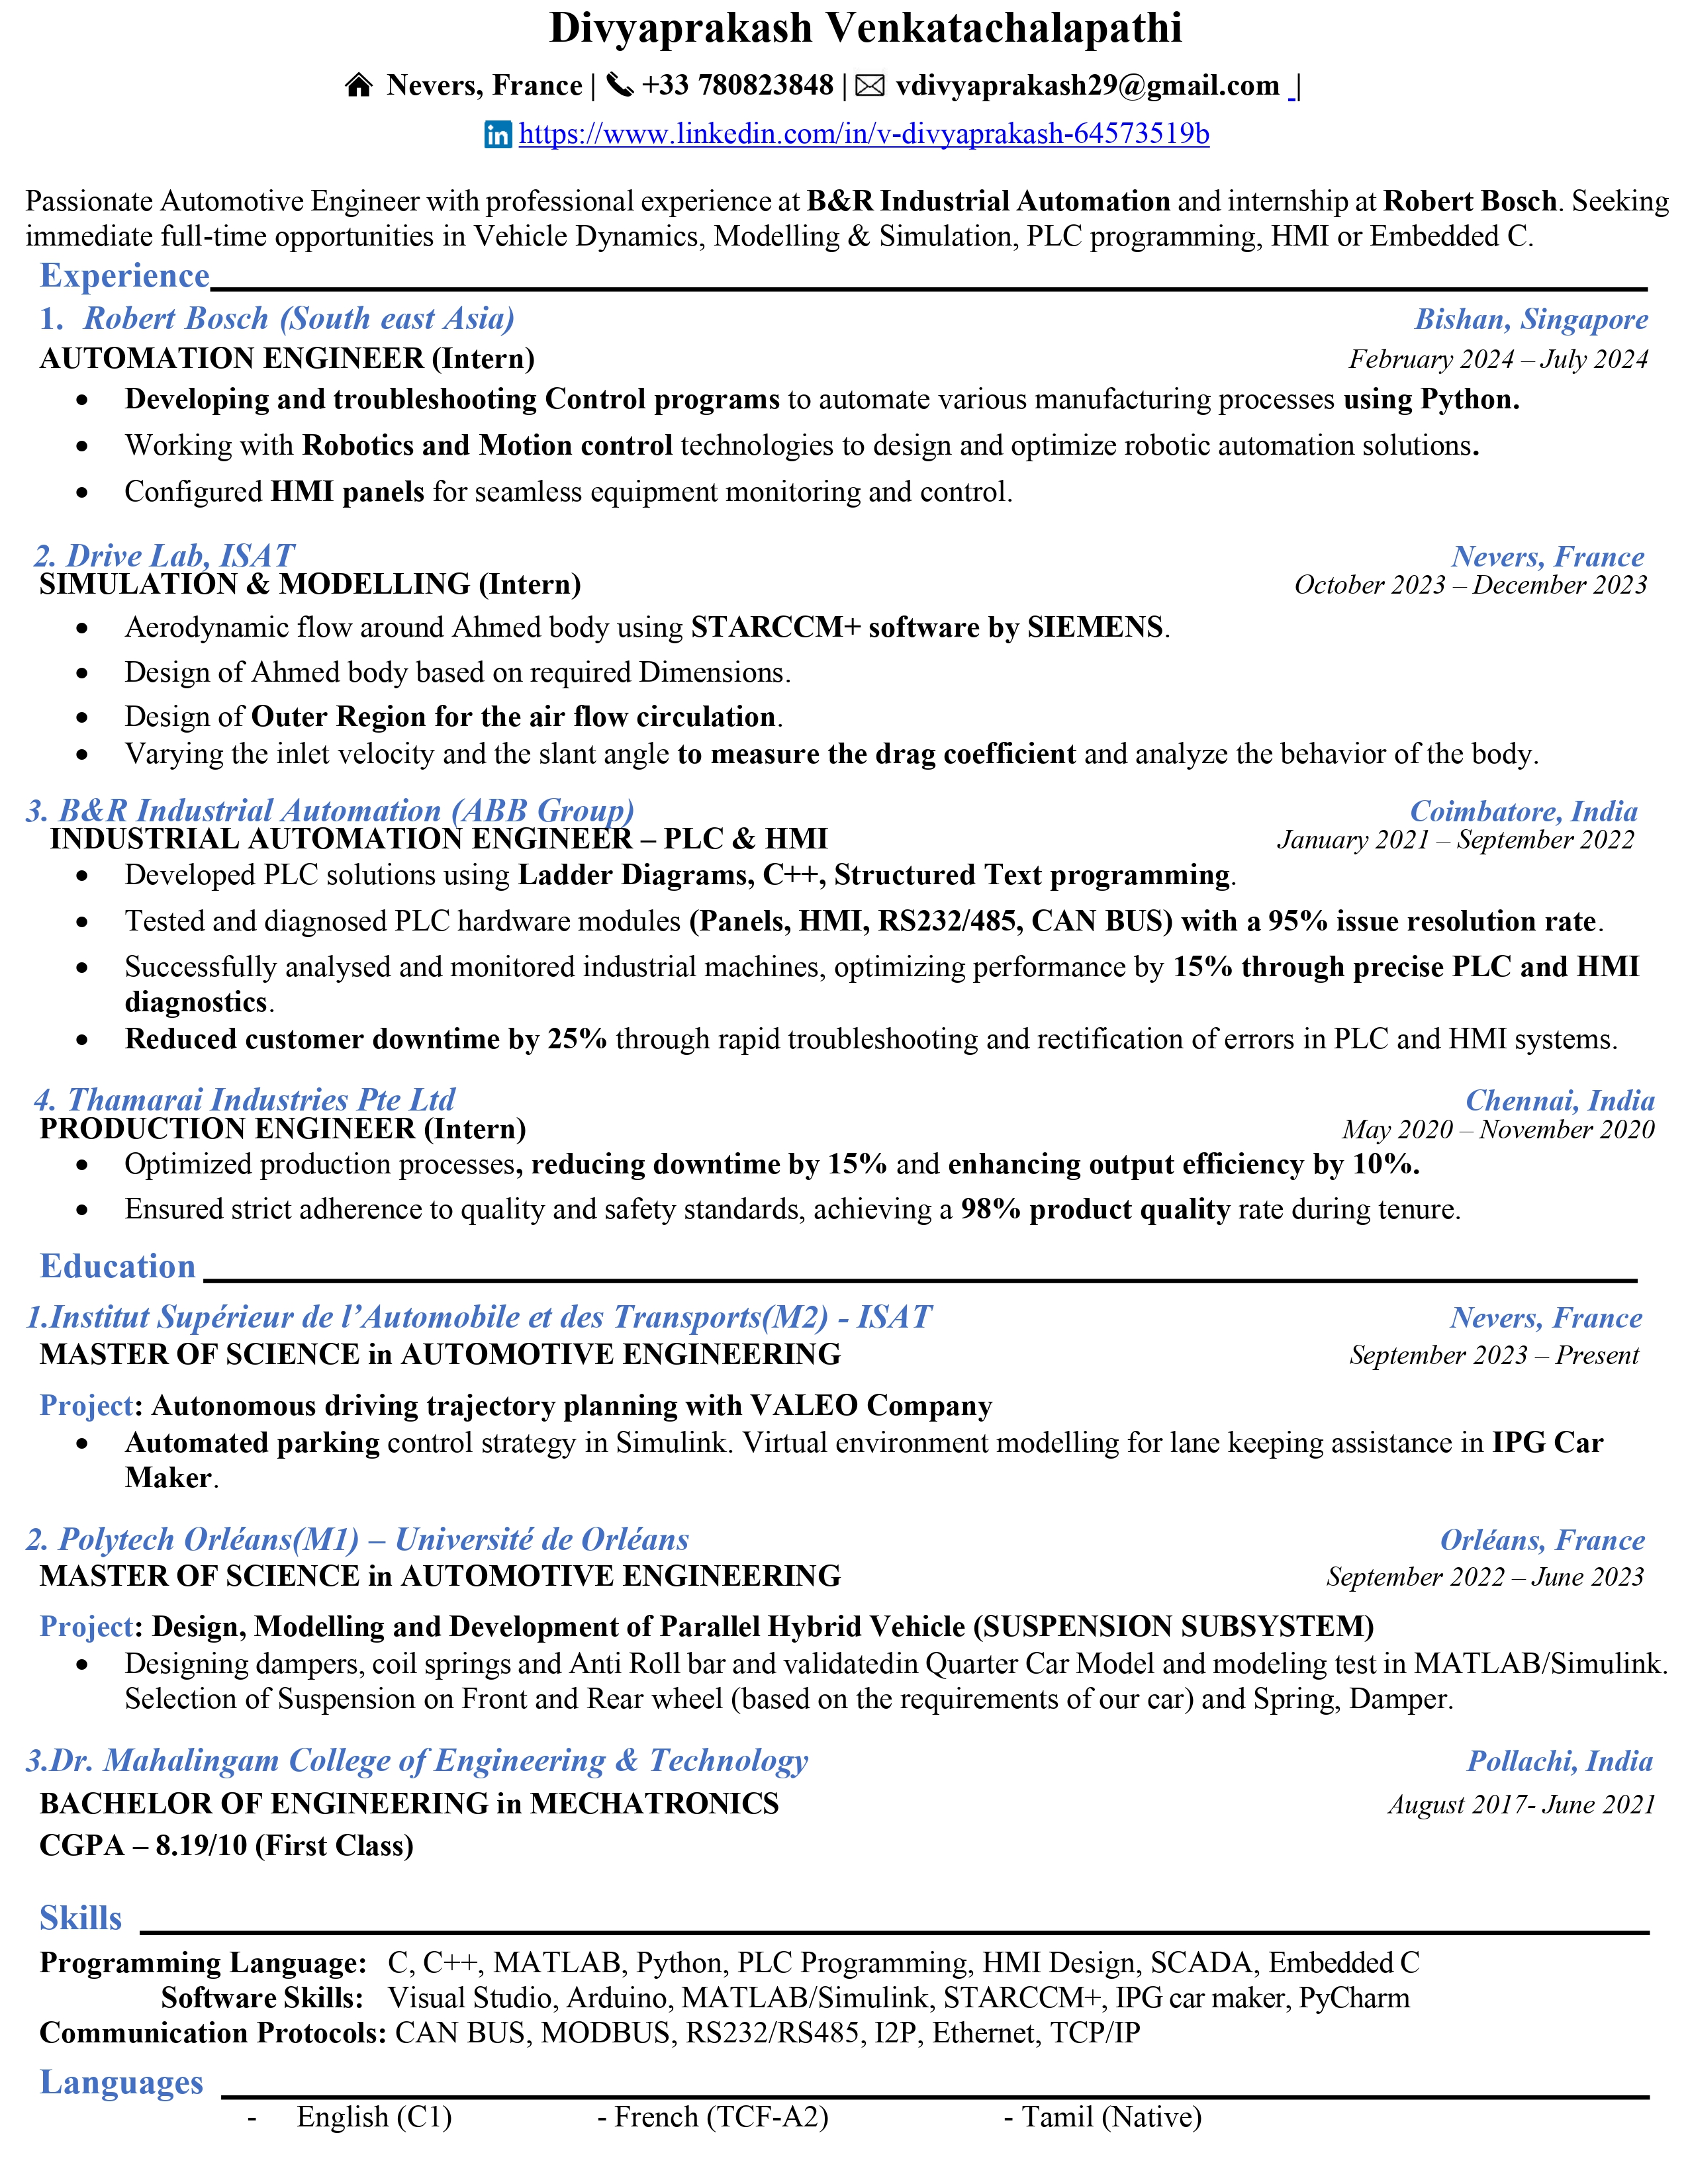 Divyaprakash Venkatachalapathi
Nevers, France | +33 780823848 | vdivyaprakash29@gmail.com |
https://www.linkedin.com/in/v-divyaprakash-64573519b
Passionate Automotive Engineer with professional experience at B&R Industrial Automation and internship at Robert Bosch. Seeking
immediate full-time opportunities in Vehicle Dynamics, Modelling & Simulation, PLC programming, HMI or Embedded C.
Experience
1. Robert Bosch (South east Asia) Bishan, Singapore
AUTOMATION ENGINEER (Intern) February 2024 – July 2024
• Developing and troubleshooting Control programs to automate various manufacturing processes using Python.
• Working with Robotics and Motion control technologies to design and optimize robotic automation solutions.
• Configured HMI panels for seamless equipment monitoring and control.
2. Drive Lab, ISAT Nevers, France
SIMULATION & MODELLING (Intern) October 2023 – December 2023
• Aerodynamic flow around Ahmed body using STARCCM+ software by SIEMENS.
• Design of Ahmed body based on required Dimensions.
• Design of Outer Region for the air flow circulation.
• Varying the inlet velocity and the slant angle to measure the drag coefficient and analyze the behavior of the body.
3. B&R Industrial Automation (ABB Group) Coimbatore, India
INDUSTRIAL AUTOMATION ENGINEER – PLC & HMI January 2021 – September 2022
• Developed PLC solutions using Ladder Diagrams, C++, Structured Text programming.
• Tested and diagnosed PLC hardware modules (Panels, HMI, RS232/485, CAN BUS) with a 95% issue resolution rate.
• Successfully analysed and monitored industrial machines, optimizing performance by 15% through precise PLC and HMI
diagnostics.
• Reduced customer downtime by 25% through rapid troubleshooting and rectification of errors in PLC and HMI systems.
4. Thamarai Industries Pte Ltd Chennai, India
PRODUCTION ENGINEER (Intern) May 2020 – November 2020
• Optimized production processes, reducing downtime by 15% and enhancing output efficiency by 10%.
• Ensured strict adherence to quality and safety standards, achieving a 98% product quality rate during tenure.
Education
1.Institut Supérieur de l’Automobile et des Transports(M2) - ISAT Nevers, France
MASTER OF SCIENCE in AUTOMOTIVE ENGINEERING September 2023 – Present
Project: Autonomous driving trajectory planning with VALEO Company
• Automated parking control strategy in Simulink. Virtual environment modelling for lane keeping assistance in IPG Car
Maker.
2. Polytech Orléans(M1) – Université de Orléans Orléans, France
MASTER OF SCIENCE in AUTOMOTIVE ENGINEERING September 2022 – June 2023
Project: Design, Modelling and Development of Parallel Hybrid Vehicle (SUSPENSION SUBSYSTEM)
• Designing dampers, coil springs and Anti Roll bar and validatedin Quarter Car Model and modeling test in MATLAB/Simulink.
Selection of Suspension on Front and Rear wheel (based on the requirements of our car) and Spring, Damper.
3.Dr. Mahalingam College of Engineering & Technology Pollachi, India
BACHELOR OF ENGINEERING in MECHATRONICS August 2017- June 2021
CGPA – 8.19/10 (First Class)
Skills
Programming Language: C, C++, MATLAB, Python, PLC Programming, HMI Design, SCADA, Embedded C
Software Skills: Visual Studio, Arduino, MATLAB/Simulink, STARCCM+, IPG car maker, PyCharm
Communication Protocols: CAN BUS, MODBUS, RS232/RS485, I2P, Ethernet, TCP/IP
Languages
- English (C1) - French (TCF-A2) - Tamil (Native)